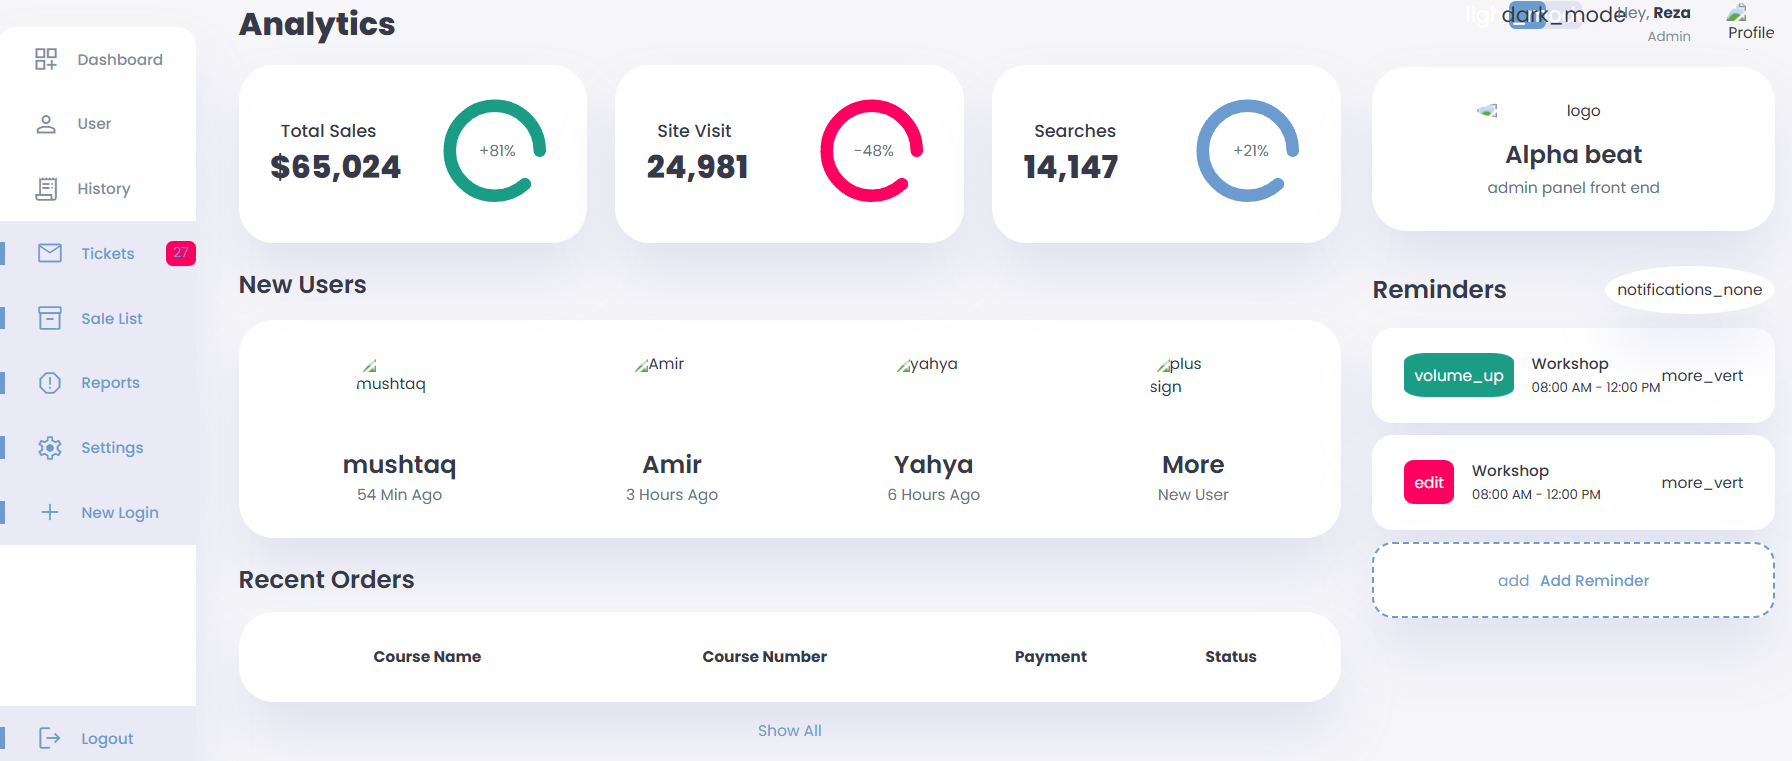 Analytics
dark_mode
Hey, Reza
Admin
Profile
Dashboard
User
History
Tickets
27
Sale List
Reports
Settings
New Login
Logout
Total Sales
$65,024
+81%
Site Visit
24,981
-48%
Searches
14,147
+21%
New Users
mushtaq
Amir
yahya
plus
sign
mushtaq
54 Min Ago
Amir
3 Hours Ago
Yahya
6 Hours Ago
More
New User
Recent Orders
Course Name
Course Number
Payment
Status
Show All
logo
Alpha beat
admin panel front end
Reminders
notifications_none
volume_up
Workshop
08:00 AM - 12:00 PM
more_vert
edit
Workshop
08:00 AM - 12:00 PM
more_vert
add Add Reminder